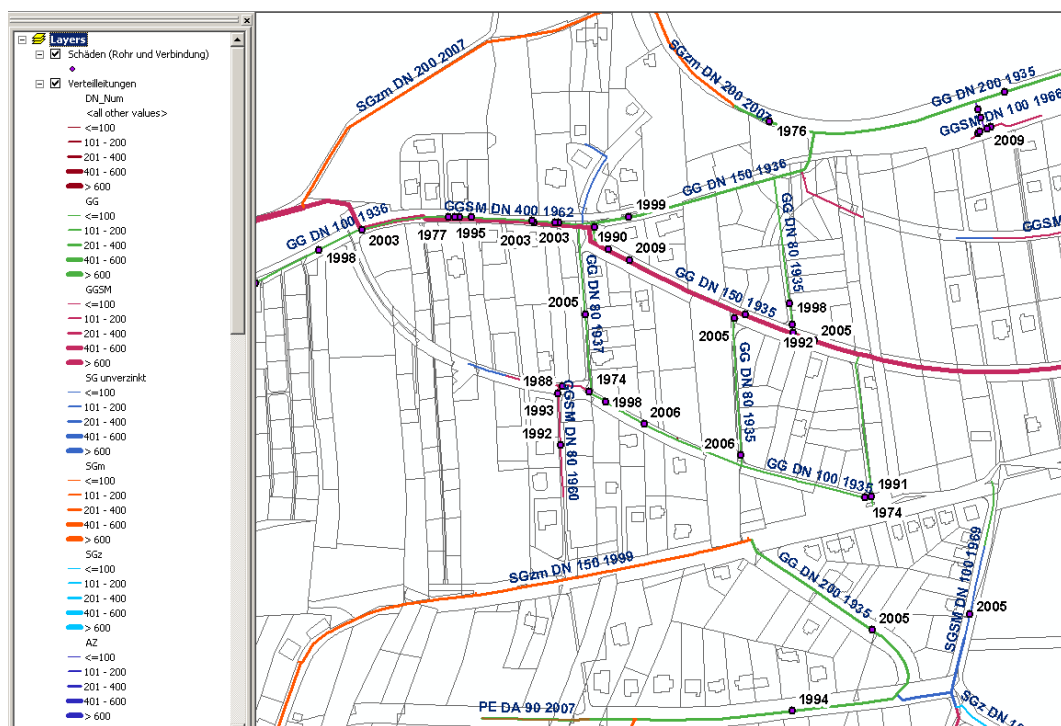 Layers
Schäden (Rohr und Verbindung)
Verteilleitungen
DN_Num
<all other values>
<=100
101 - 200
201 - 400
401 - 600
> 600
GG
<=100
101 - 200
201 - 400
401 - 600
> 600
GGSM
<=100
101 - 200
201 - 400
401 - 600
> 600
SG unverzinkt
<=100
101 - 200
201 - 400
401 - 600
> 600
SGm
<=100
101 - 200
201 - 400
401 - 600
> 600
SGz
<=100
101 - 200
201 - 400
401 - 600
> 600
AZ
<=100
101 - 200
201 - 400
401 - 600
> 600
SGzm DN 200 2007
SGzm DN 200 2007
1976
GG DN 200 1935
GGSM DN 100 1966
2009
GG DN 150 1936
GG DN 100 1936
GGSM DN 400 1962
1999
1998
2003
1977
1995
2003
2003
1990
2009
GGSM
GG DN 80 1937
GG DN 150 1935
GG DN 80 1935
2005
2005
1998
2005
1992
1988
1974
1993
1998
2006
1992
GGSM DN 80 1960
GG DN 80 1935
2006
GG DN 100 1935
1991
1974
SGzm DN 150 1999
GG DN 200 1935
2005
SGSM DN 100 1969
2005
PE DA 90 2007
1994
SGz DN